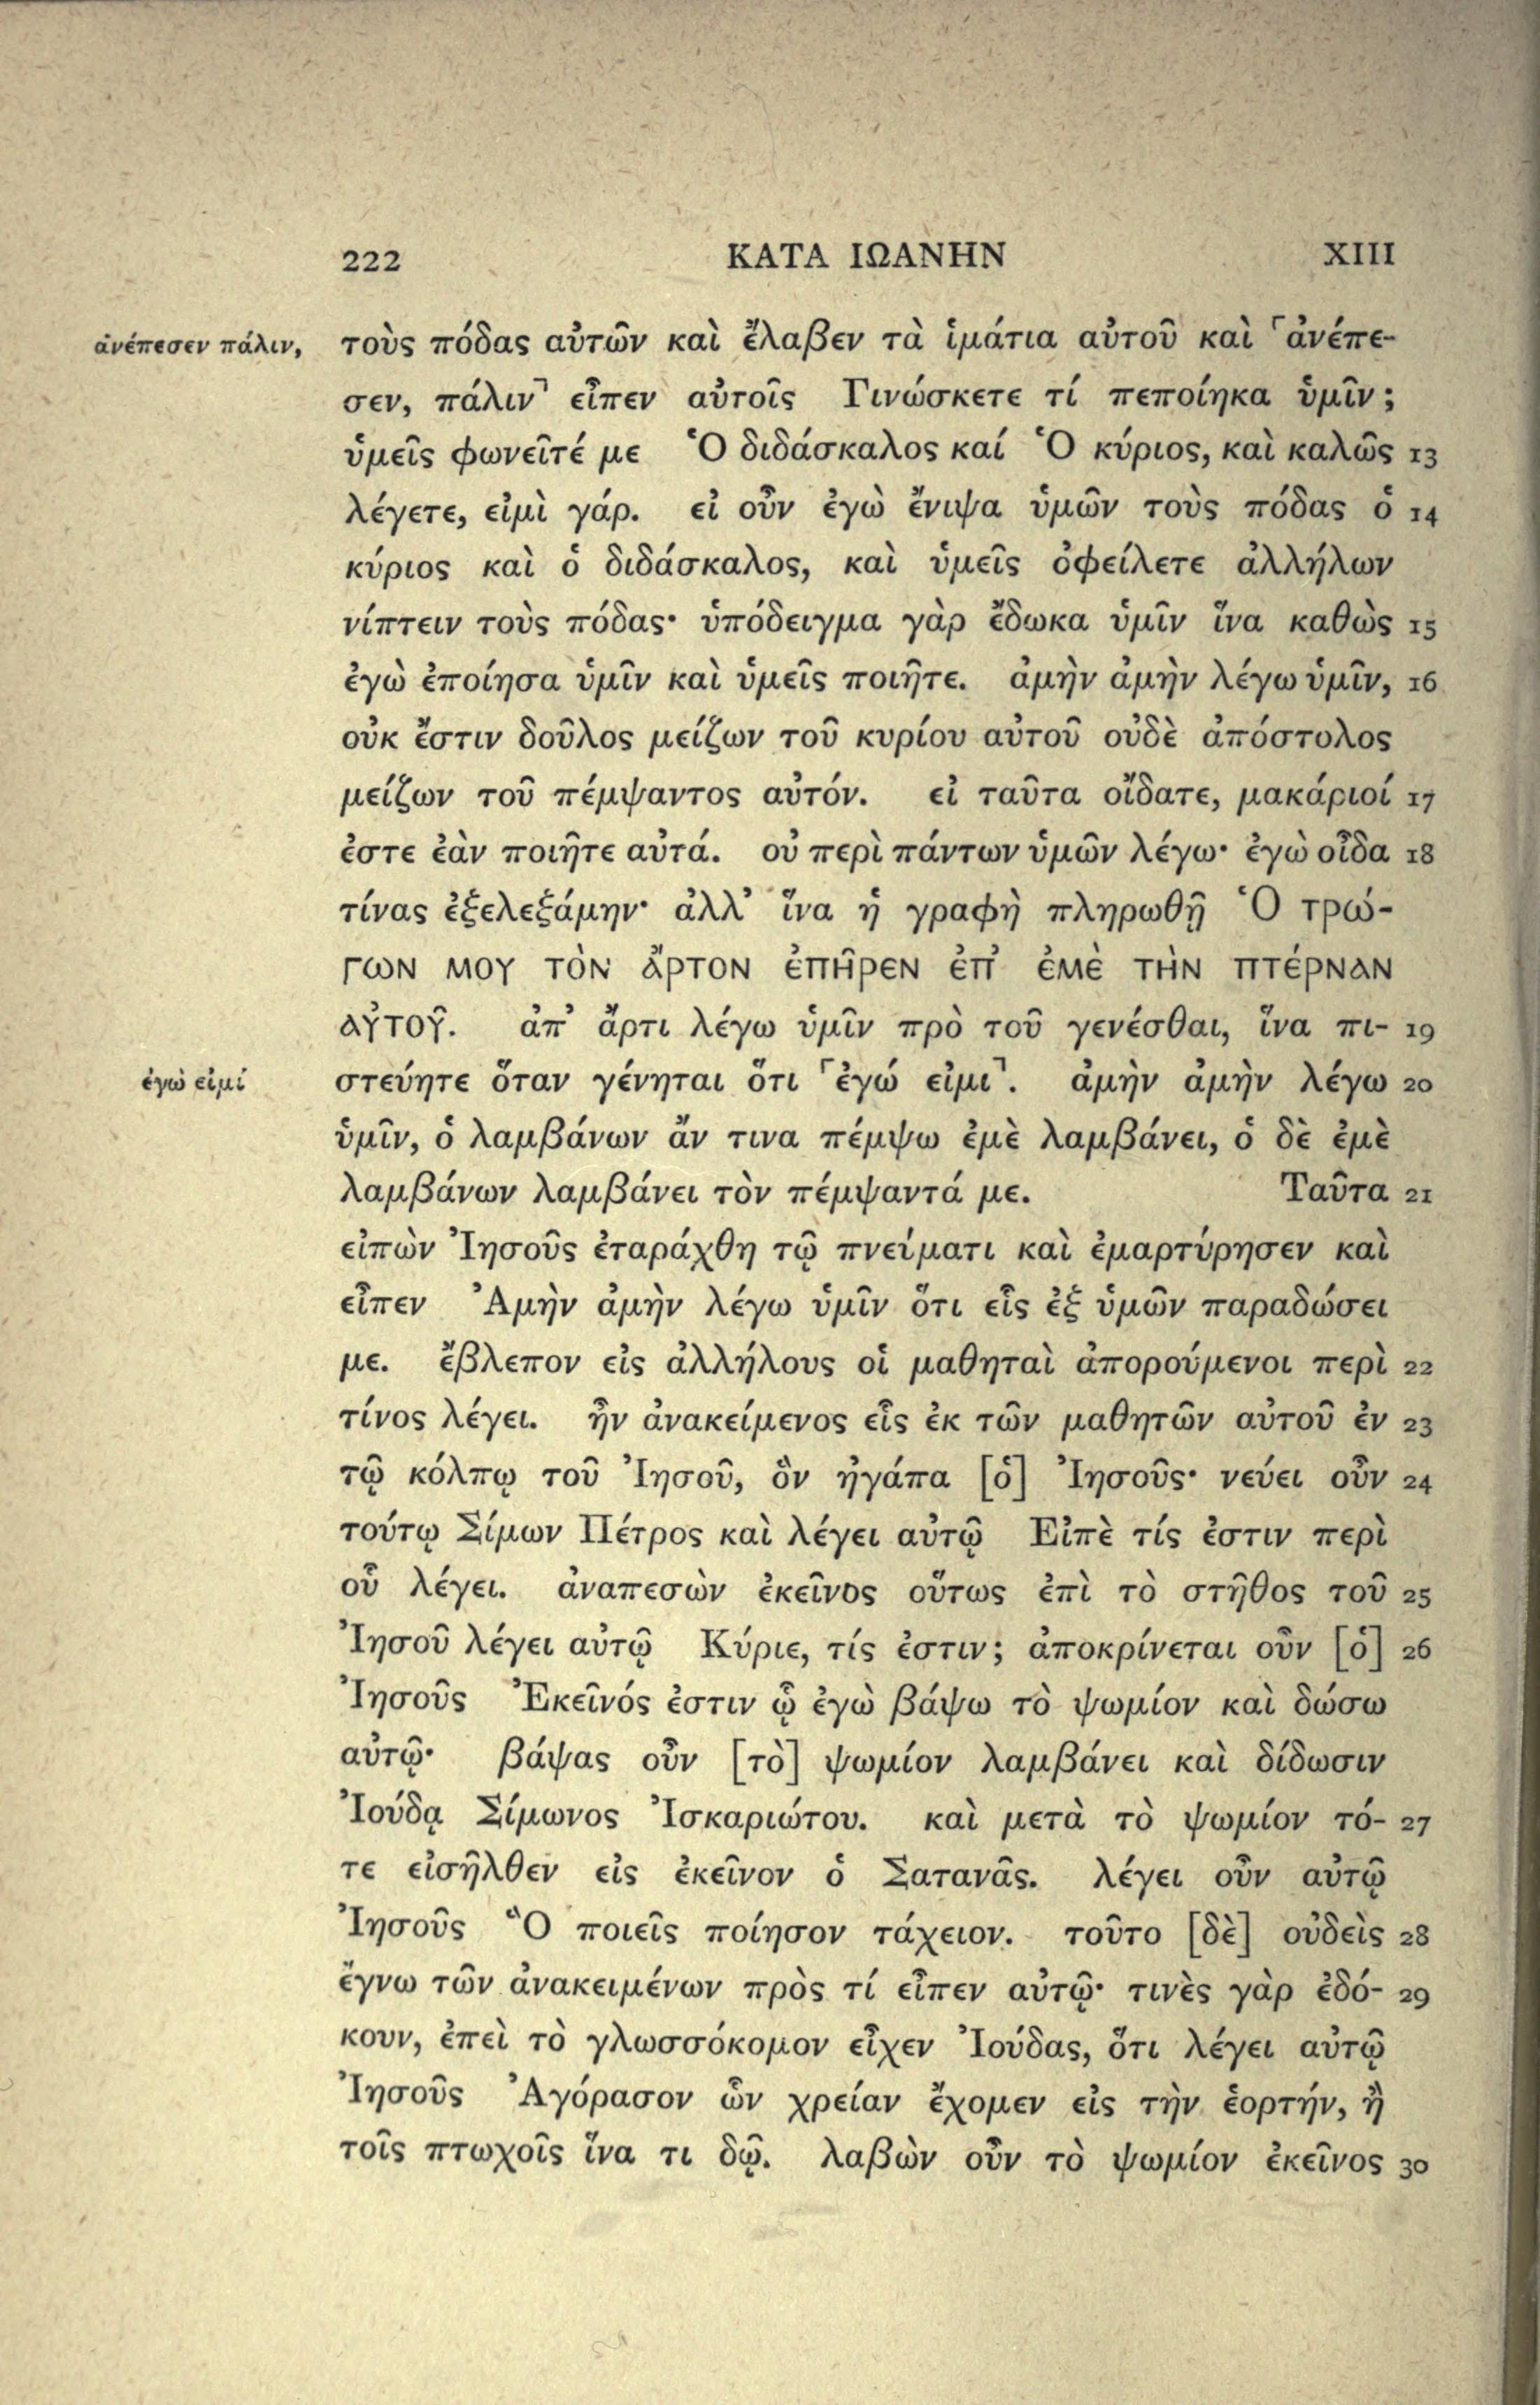 222 ΚΑΤΑ ΙΩΑΝΗΝ XIII
ἀνέπεσεν πάλιν, τοὺς πόδας αὐτῶν καὶ ἔλαβεν τὰ ἱμάτια αὐτοῦ καὶ ⸢ἀνέπε-
σεν, πάλιν⸣ εἶπεν αὐτοῖς Γινώσκετε τί πεποίηκα ὑμῖν;
ὑμεῖς φωνεῖτέ με Ὁ διδάσκαλος καί Ὁ κύριος, καὶ καλῶς 13
λέγετε, εἰμὶ γάρ. εἰ οὖν ἐγὼ ἔνιψα ὑμῶν τοὺς πόδας ὁ 14
κύριος καὶ ὁ διδάσκαλος, καὶ ὑμεῖς ὀφείλετε ἀλλήλων
νίπτειν τοὺς πόδας· ὑπόδειγμα γὰρ ἔδωκα ὑμῖν ἵνα καθὼς 15
ἐγὼ ἐποίησα ὑμῖν καὶ ὑμεῖς ποιῆτε. ἀμὴν ἀμὴν λέγω ὑμῖν, 16
οὐκ ἔστιν δοῦλος μείζων τοῦ κυρίου αὐτοῦ οὐδὲ ἀπόστολος
μείζων τοῦ πέμψαντος αὐτόν. εἰ ταῦτα οἴδατε, μακάριοί 17
ἐστε ἐὰν ποιῆτε αὐτά. οὐ περὶ πάντων ὑμῶν λέγω· ἐγὼ οἶδα 18
τίνας ἐξελεξάμην· ἀλλ’ ἵνα ἡ γραφὴ πληρωθῇ Ὁ τρώ-
γων μου τὸν ἄρτον ἐπῆρεν ἐπ’ ἐμὲ τὴν πτέρναν
αὐτοῦ. ἀπ’ ἄρτι λέγω ὑμῖν πρὸ τοῦ γενέσθαι, ἵνα πι- 19
ἐγὼ εἰμί στεύητε ὅταν γένηται ὅτι ⸢ἐγώ εἰμι⸣. ἀμὴν ἀμὴν λέγω 20
ὑμῖν, ὁ λαμβάνων ἄν τινα πέμψω ἐμὲ λαμβάνει, ὁ δὲ ἐμὲ
λαμβάνων λαμβάνει τὸν πέμψαντά με. Ταῦτα 21
εἰπὼν Ἰησοῦς ἐταράχθη τῷ πνεύματι καὶ ἐμαρτύρησεν καὶ
εἶπεν Ἀμὴν ἀμὴν λέγω ὑμῖν ὅτι εἷς ἐξ ὑμῶν παραδώσει
με. ἔβλεπον εἰς ἀλλήλους οἱ μαθηταὶ ἀπορούμενοι περὶ 22
τίνος λέγει. ἦν ἀνακείμενος εἷς ἐκ τῶν μαθητῶν αὐτοῦ ἐν 23
τῷ κόλπῳ τοῦ Ἰησοῦ, ὃν ἠγάπα [ὁ] Ἰησοῦς· νεύει οὖν 24
τούτῳ Σίμων Πέτρος καὶ λέγει αὐτῷ Εἰπὲ τίς ἐστιν περὶ
οὗ λέγει. ἀναπεσὼν ἐκεῖνος οὕτως ἐπὶ τὸ στῆθος τοῦ 25
Ἰησοῦ λέγει αὐτῷ Κύριε, τίς ἐστιν; ἀποκρίνεται οὖν [ὁ] 26
Ἰησοῦς Ἐκεῖνός ἐστιν ᾧ ἐγὼ βάψω τὸ ψωμίον καὶ δώσω
αὐτῷ· βάψας οὖν [τὸ] ψωμίον λαμβάνει καὶ δίδωσιν
Ἰούδᾳ Σίμωνος Ἰσκαριώτου. καὶ μετὰ τὸ ψωμίον τό- 27
τε εἰσῆλθεν εἰς ἐκεῖνον ὁ Σατανᾶς. λέγει οὖν αὐτῷ
Ἰησοῦς Ὃ ποιεῖς ποίησον τάχειον. τοῦτο [δὲ] οὐδεὶς 28
ἔγνω τῶν ἀνακειμένων πρὸς τί εἶπεν αὐτῷ· τινὲς γὰρ ἐδό- 29
κουν, ἐπεὶ τὸ γλωσσόκομον εἶχεν Ἰούδας, ὅτι λέγει αὐτῷ
Ἰησοῦς Ἀγόρασον ὧν χρείαν ἔχομεν εἰς τὴν ἑορτήν, ἢ
τοῖς πτωχοῖς ἵνα τι δῷ. λαβὼν οὖν τὸ ψωμίον ἐκεῖνος 30